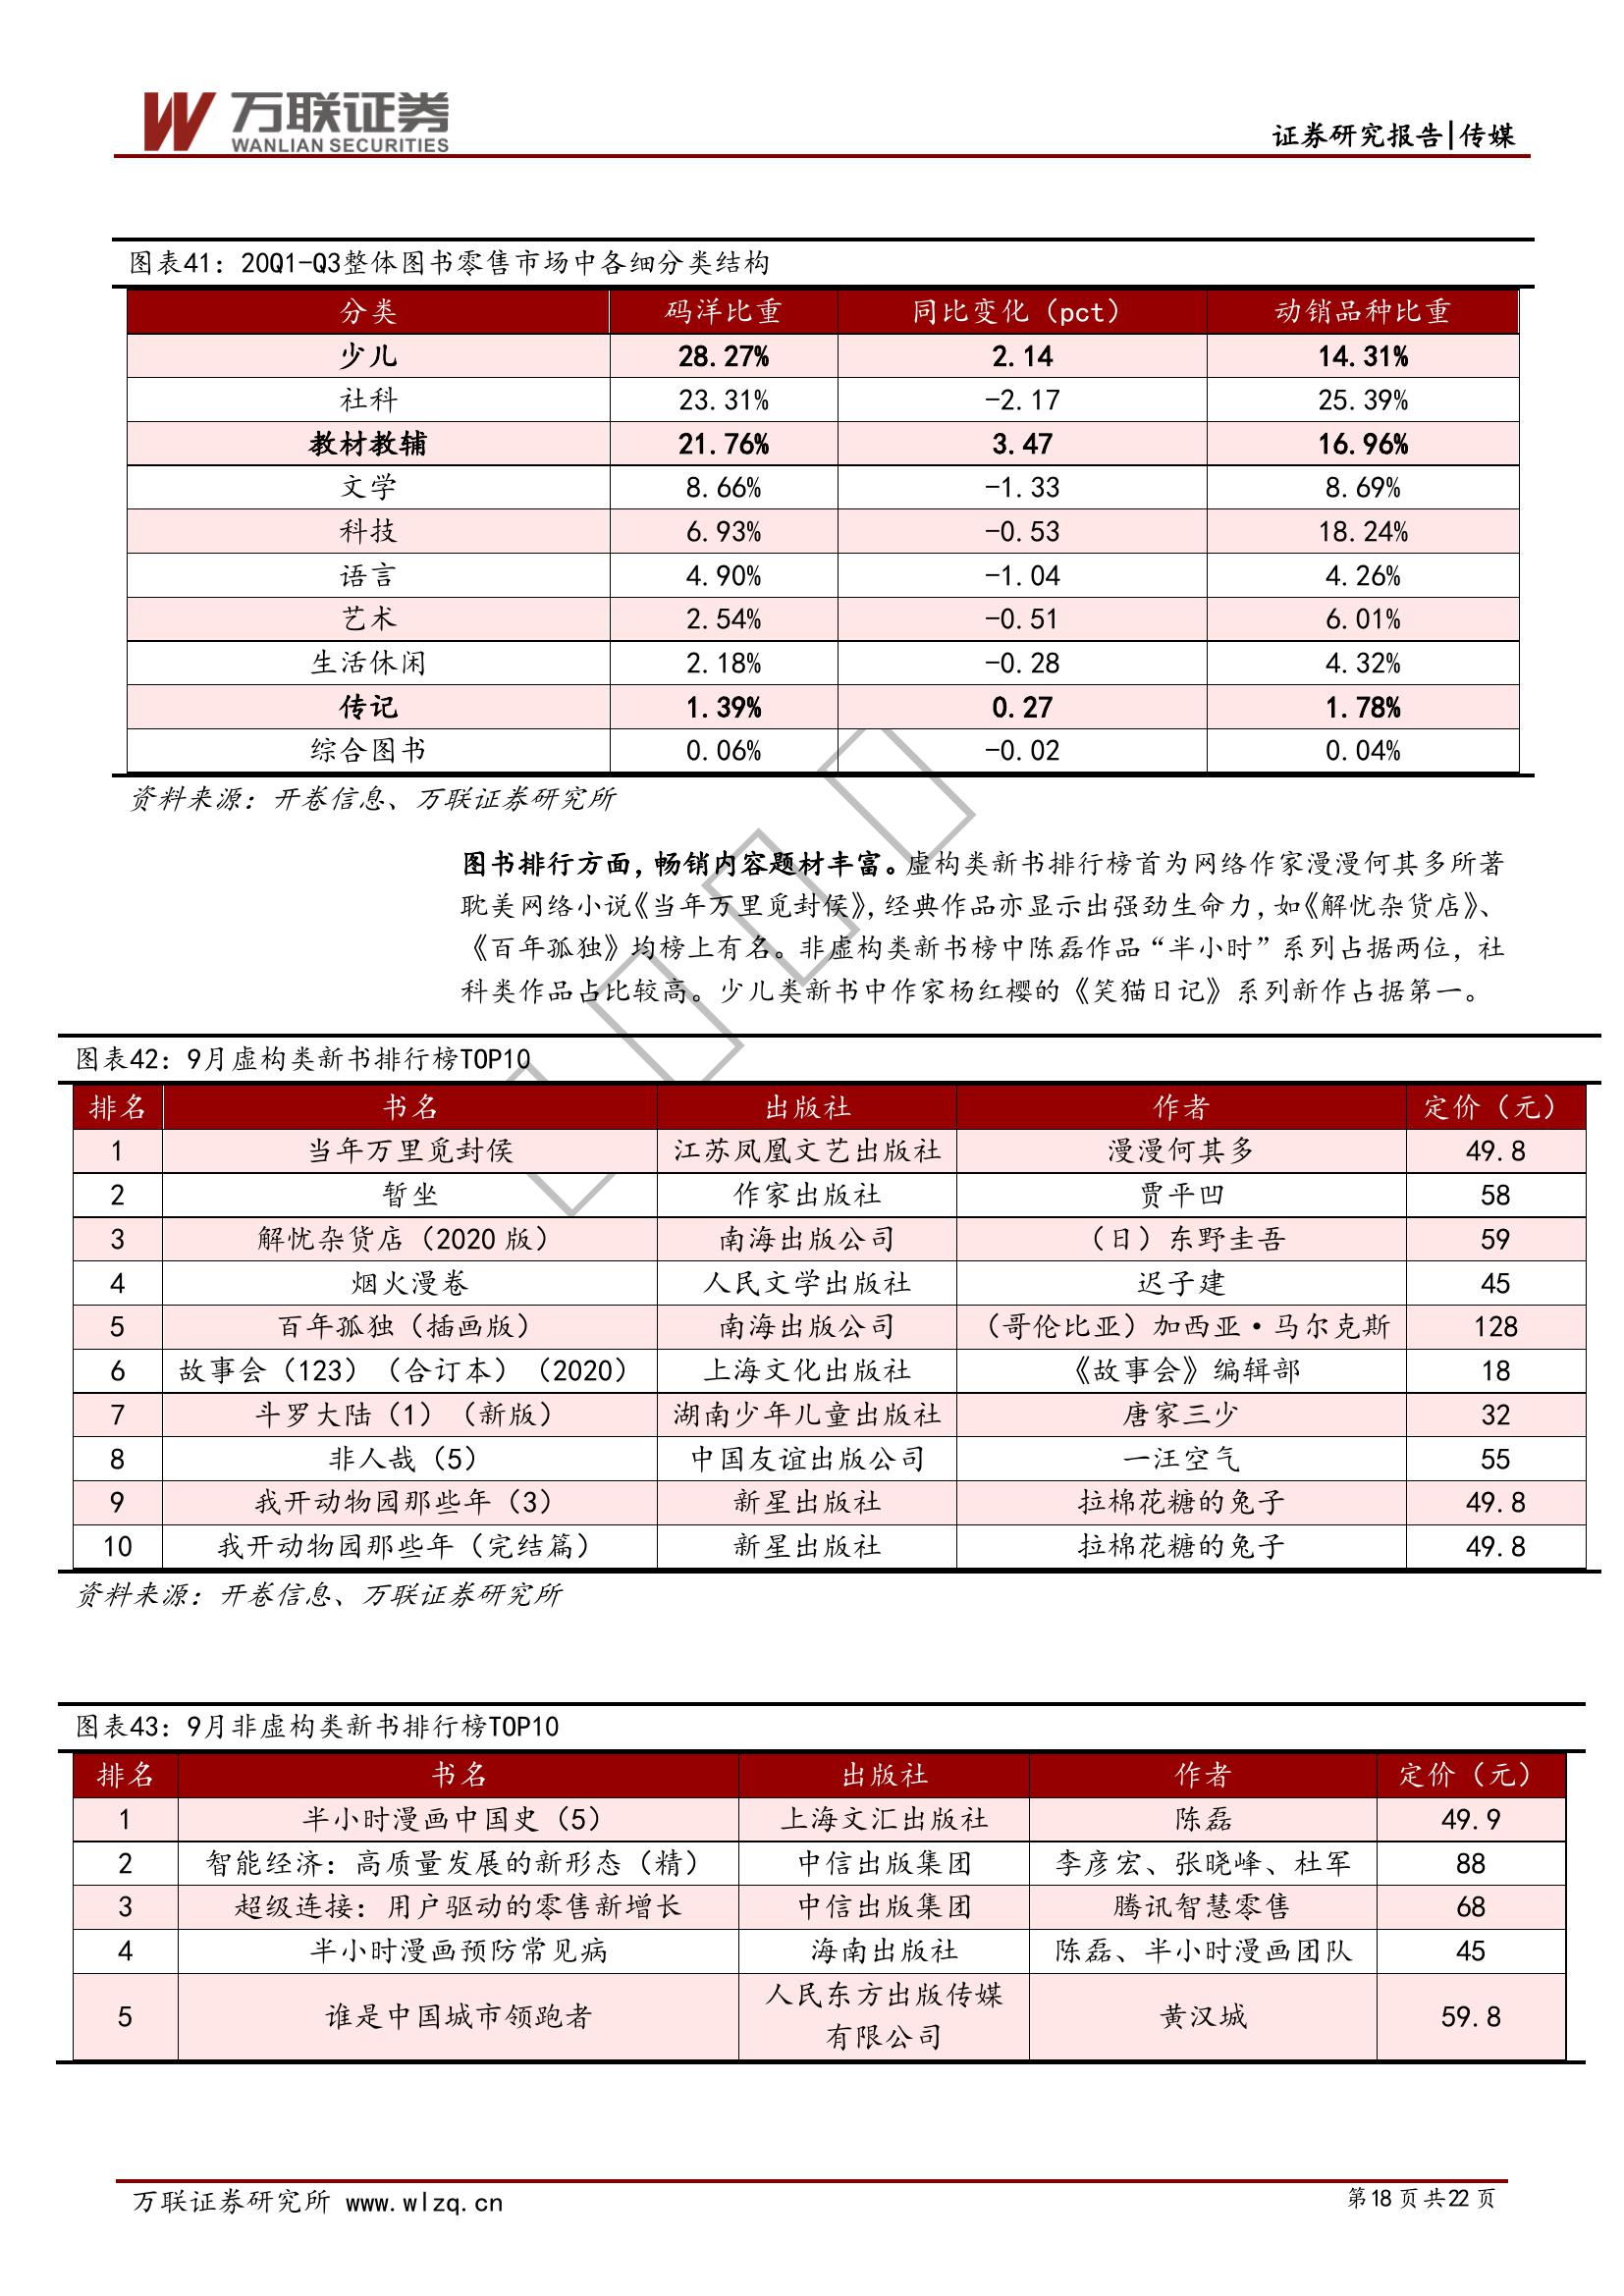 万联证券
WANLIAN SECURITIES
证券研究报告|传媒
图表41：20Q1-Q3整体图书零售市场中各细分类结构
分类 码洋比重 同比变化（pct） 动销品种比重
少儿 28.27% 2.14 14.31%
社科 23.31% -2.17 25.39%
教材教辅 21.76% 3.47 16.96%
文学 8.66% -1.33 8.69%
科技 6.93% -0.53 18.24%
语言 4.90% -1.04 4.26%
艺术 2.54% -0.51 6.01%
生活休闲 2.18% -0.28 4.32%
传记 1.39% 0.27 1.78%
综合图书 0.06% -0.02 0.04%
资料来源：开卷信息、万联证券研究所
图书排行方面，畅销内容题材丰富。虚构类新书排行榜首为网络作家漫漫何其多所著
耽美网络小说《当年万里觅封侯》，经典作品亦显示出强劲生命力，如《解忧杂货店》、
《百年孤独》均榜上有名。非虚构类新书榜中陈磊作品“半小时”系列占据两位，社
科类作品占比较高。少儿类新书中作家杨红樱的《笑猫日记》系列新作占据第一。
图表42：9月虚构类新书排行榜TOP10
排名 书名 出版社 作者 定价（元）
1 当年万里觅封侯 江苏凤凰文艺出版社 漫漫何其多 49.8
2 暂坐 作家出版社 贾平凹 58
3 解忧杂货店（2020 版） 南海出版公司 （日）东野圭吾 59
4 烟火漫卷 人民文学出版社 迟子建 45
5 百年孤独（插画版） 南海出版公司 （哥伦比亚）加西亚·马尔克斯 128
6 故事会（123）（合订本）（2020） 上海文化出版社 《故事会》编辑部 18
7 斗罗大陆（1）（新版） 湖南少年儿童出版社 唐家三少 32
8 非人哉（5） 中国友谊出版公司 一汪空气 55
9 我开动物园那些年（3） 新星出版社 拉棉花糖的兔子 49.8
10 我开动物园那些年（完结篇） 新星出版社 拉棉花糖的兔子 49.8
资料来源：开卷信息、万联证券研究所
图表43：9月非虚构类新书排行榜TOP10
排名 书名 出版社 作者 定价（元）
1 半小时漫画中国史（5） 上海文汇出版社 陈磊 49.9
2 智能经济：高质量发展的新形态（精） 中信出版集团 李彦宏、张晓峰、杜军 88
3 超级连接：用户驱动的零售新增长 中信出版集团 腾讯智慧零售 68
4 半小时漫画预防常见病 海南出版社 陈磊、半小时漫画团队 45
5 谁是中国城市领跑者 人民东方出版传媒
有限公司 黄汉城 59.8
万联证券研究所 www.wlzq.cn 第18 页 共22 页